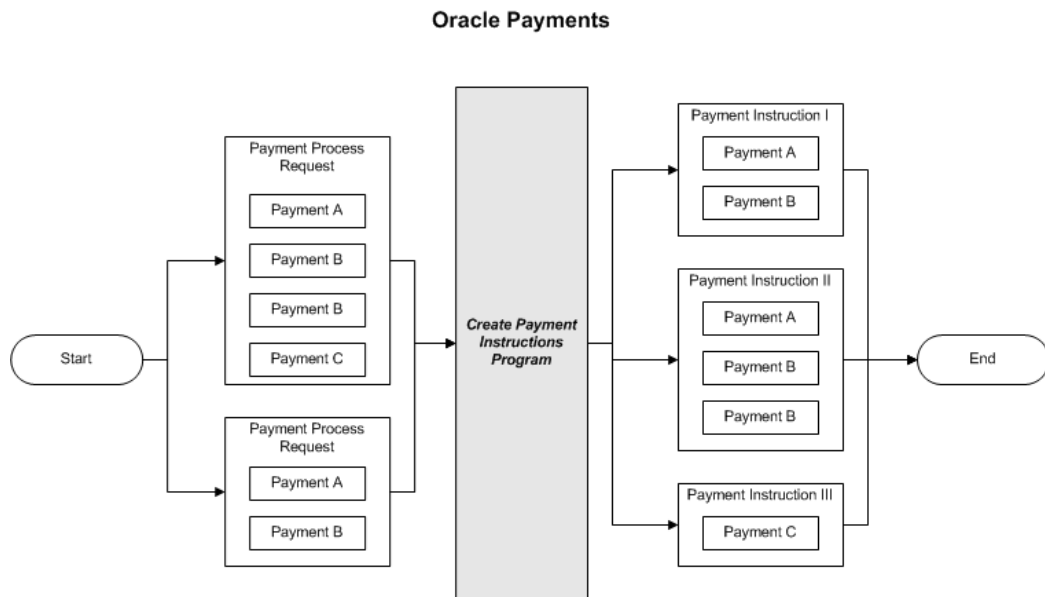 Oracle Payments
Start
Payment Process
Request
Payment A
Payment B
Payment B
Payment C
Payment Process
Request
Payment A
Payment B
Create Payment
Instructions
Program
Payment Instruction I
Payment A
Payment B
Payment Instruction II
Payment A
Payment B
Payment B
Payment Instruction III
Payment C
End